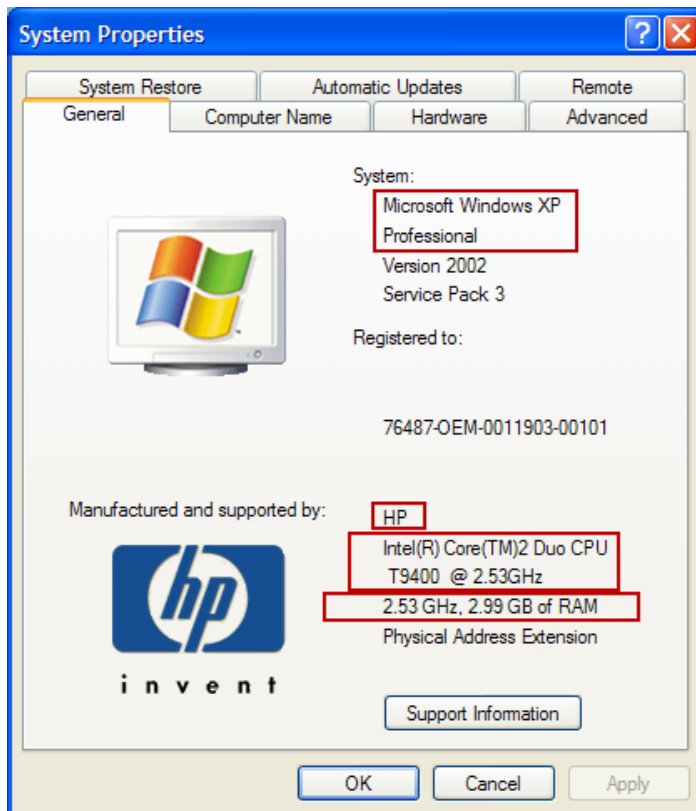 System Properties
System Restore
Automatic Updates
Remote
General
Computer Name
Hardware
Advanced
System:
Microsoft Windows XP
Professional
Version 2002
Service Pack 3
Registered to:
76487-OEM-0011903-00101
Manufactured and supported by:
HP
Intel(R) Core(TM)2 Duo CPU
T9400 @ 2.53GHz
2.53 GHz, 2.99 GB of RAM
Physical Address Extension
hp
invent
Support Information
OK
Cancel
Apply